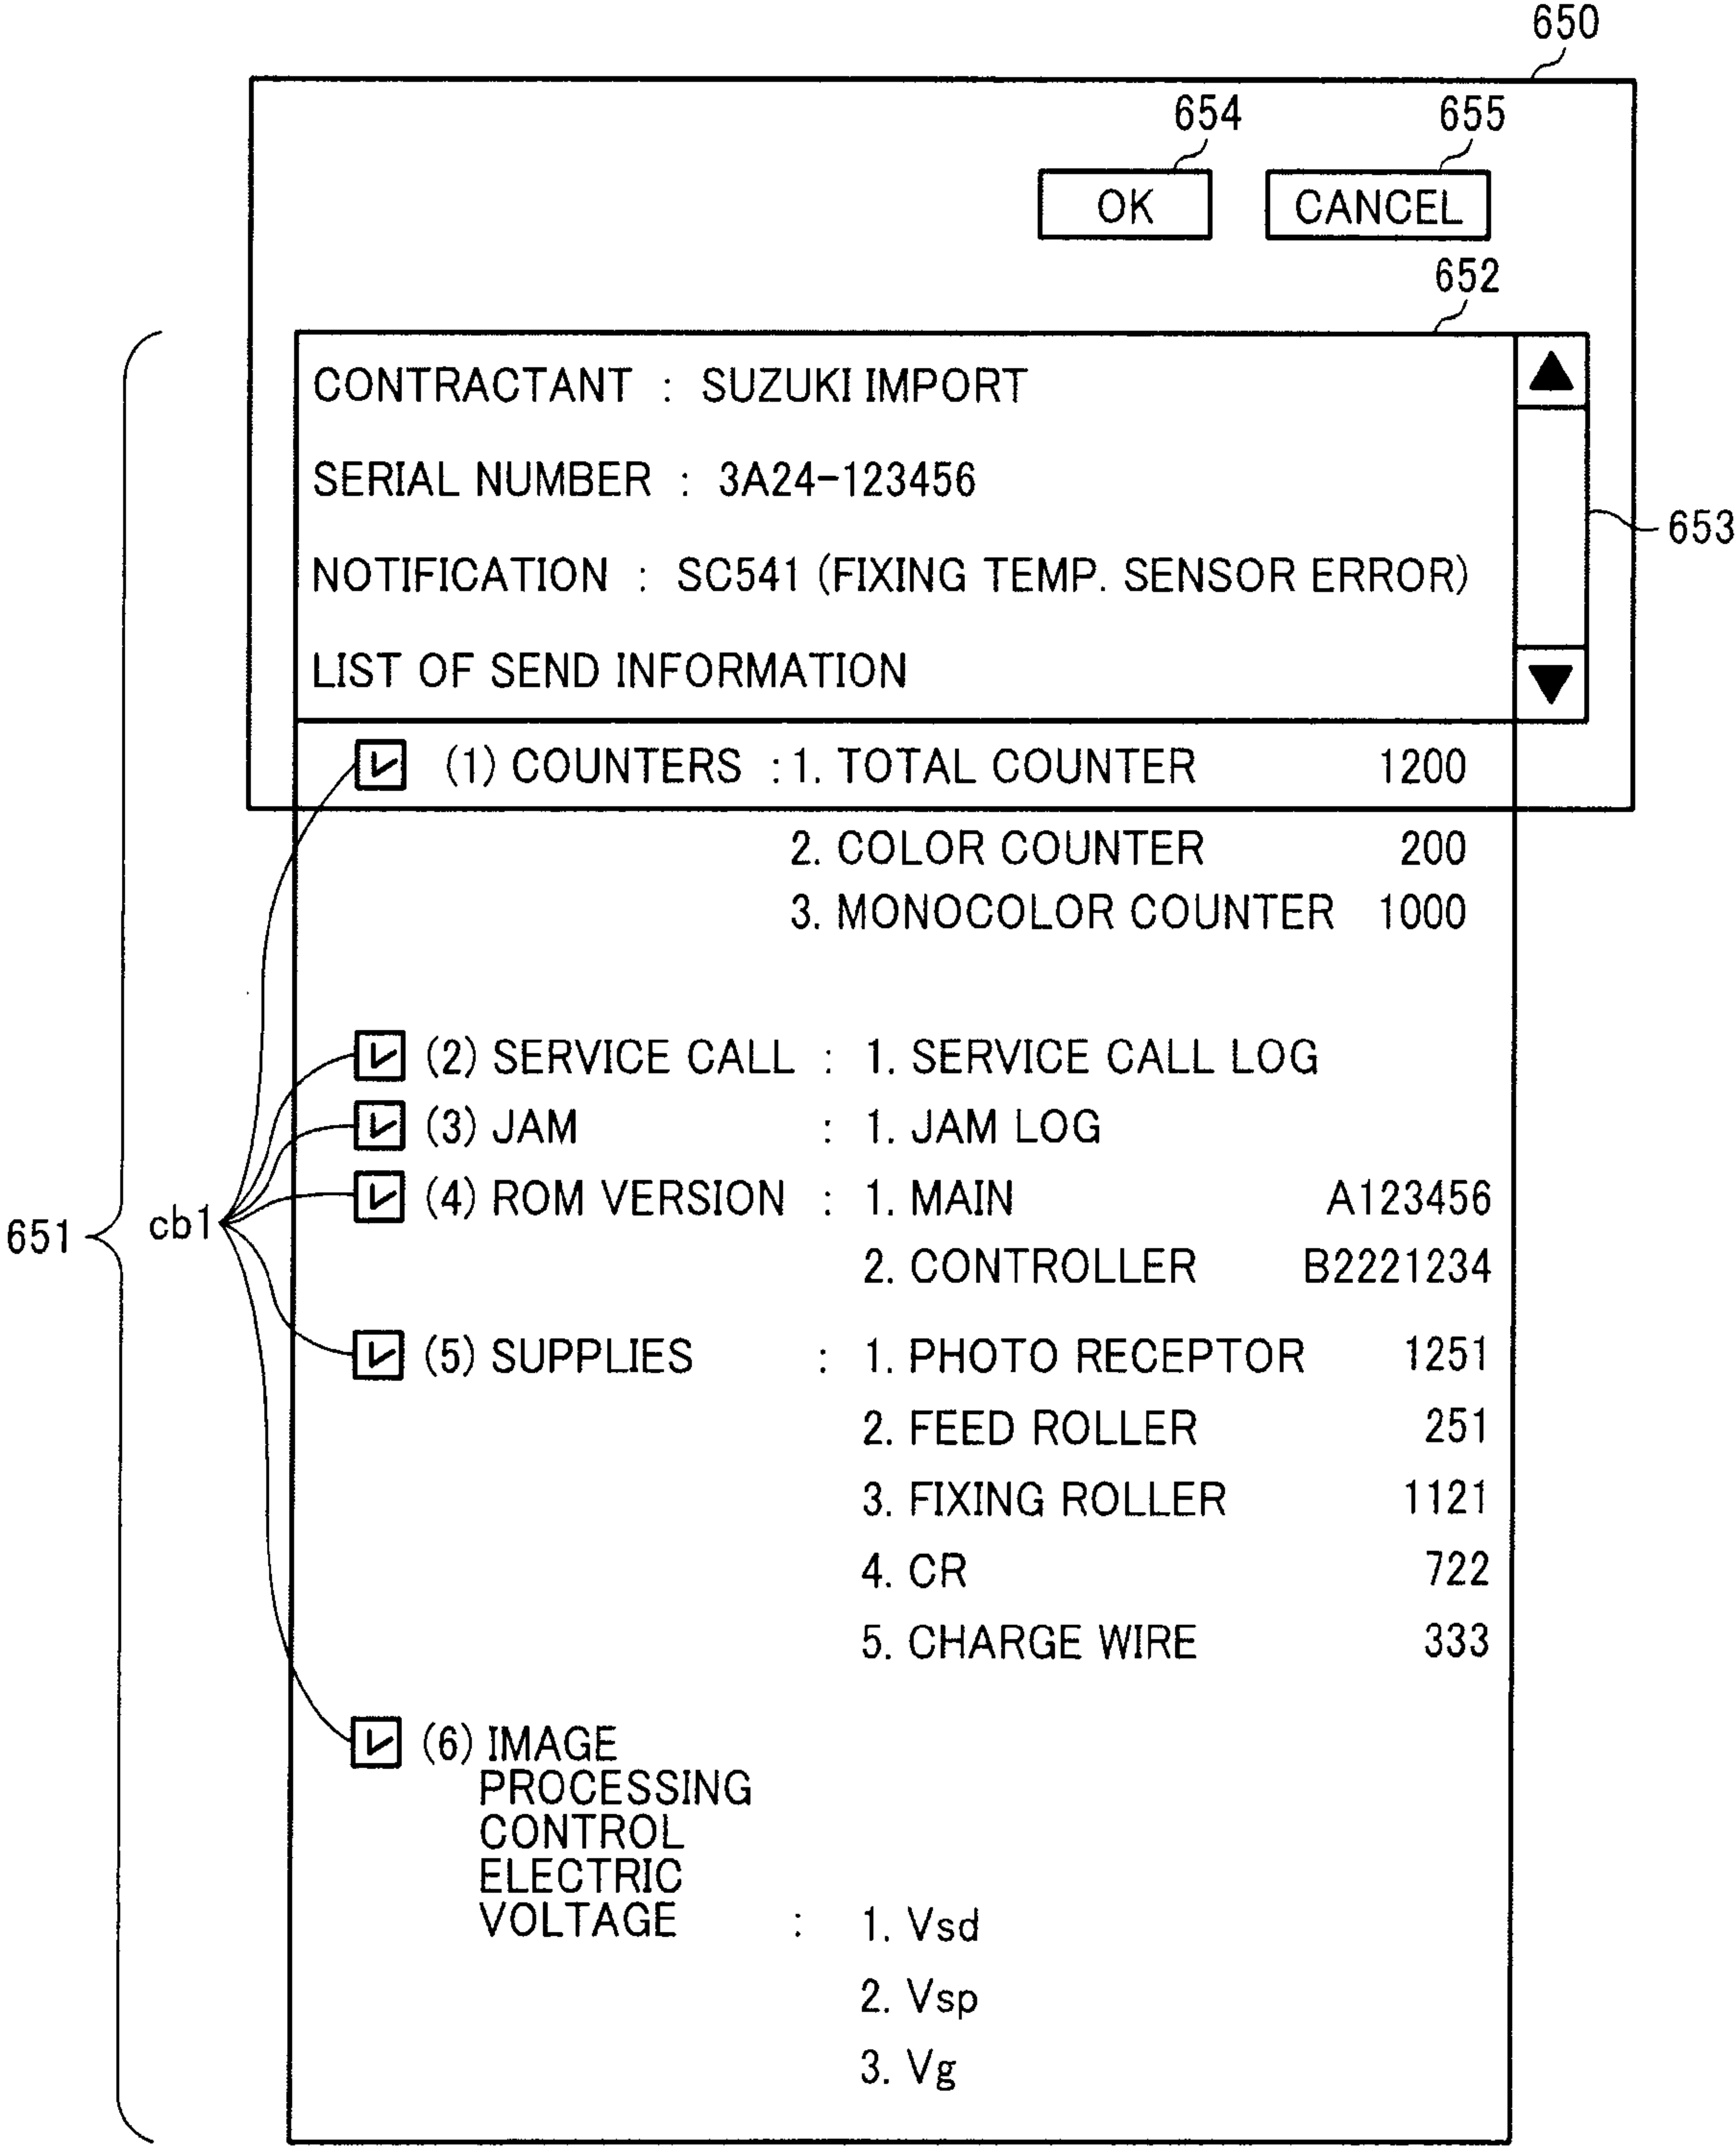 650
654 655
OK CANCEL
652
CONTRACTANT : SUZUKI IMPORT
SERIAL NUMBER : 3A24-123456
653
NOTIFICATION : SC541 (FIXING TEMP. SENSOR ERROR)
LIST OF SEND INFORMATION
(1) COUNTERS : 1. TOTAL COUNTER 1200
2. COLOR COUNTER 200
3. MONOCOLOR COUNTER 1000
(2) SERVICE CALL : 1. SERVICE CALL LOG
(3) JAM : 1. JAM LOG
(4) ROM VERSION : 1. MAIN A123456
651 cb1
2. CONTROLLER B2221234
(5) SUPPLIES : 1. PHOTO RECEPTOR 1251
2. FEED ROLLER 251
3. FIXING ROLLER 1121
4. CR 722
5. CHARGE WIRE 333
(6) IMAGE
PROCESSING
CONTROL
ELECTRIC
VOLTAGE : 1. Vsd
2. Vsp
3. Vg